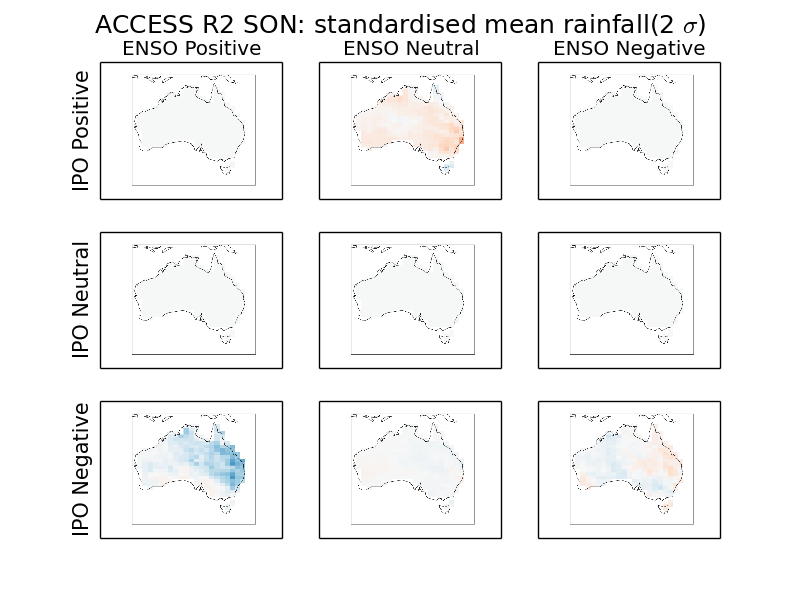 ACCESS R2 SON: standardised mean rainfall(2 σ)
ENSO Positive ENSO Neutral ENSO Negative
IPO Positive
IPO Neutral
IPO Negative